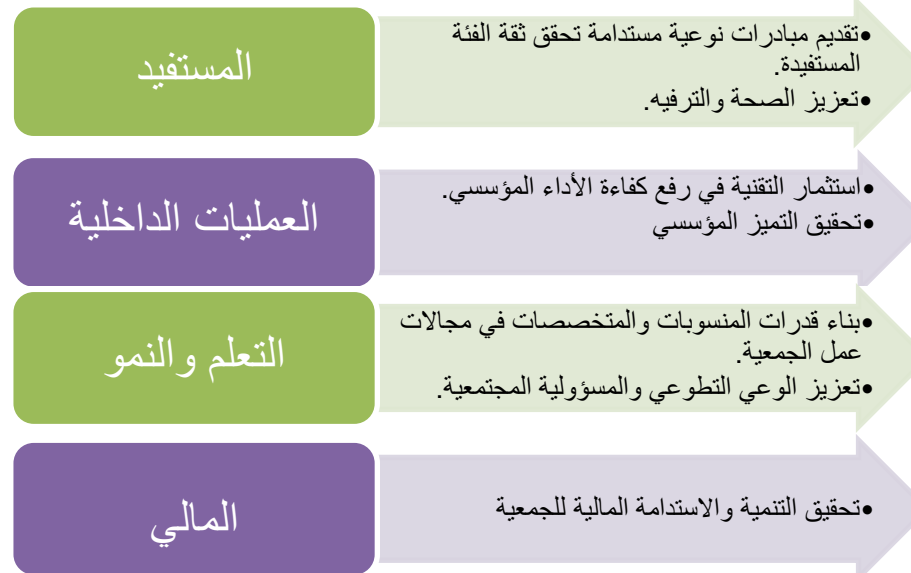 المستفيد
•تقديم مبادرات نوعية مستدامة تحقق ثقة الفئة
المستفيدة.
•تعزيز الصحة والترفيه.
العمليات الداخلية
•استثمار التقنية في رفع كفاءة الأداء المؤسسي.
•تحقيق التميز المؤسسي
التعلم والنمو
•بناء قدرات المنسوبات والمتخصصات في مجالات
عمل الجمعية.
•تعزيز الوعي التطوعي والمسؤولية المجتمعية.
المالي
•تحقيق التنمية والاستدامة المالية للجمعية